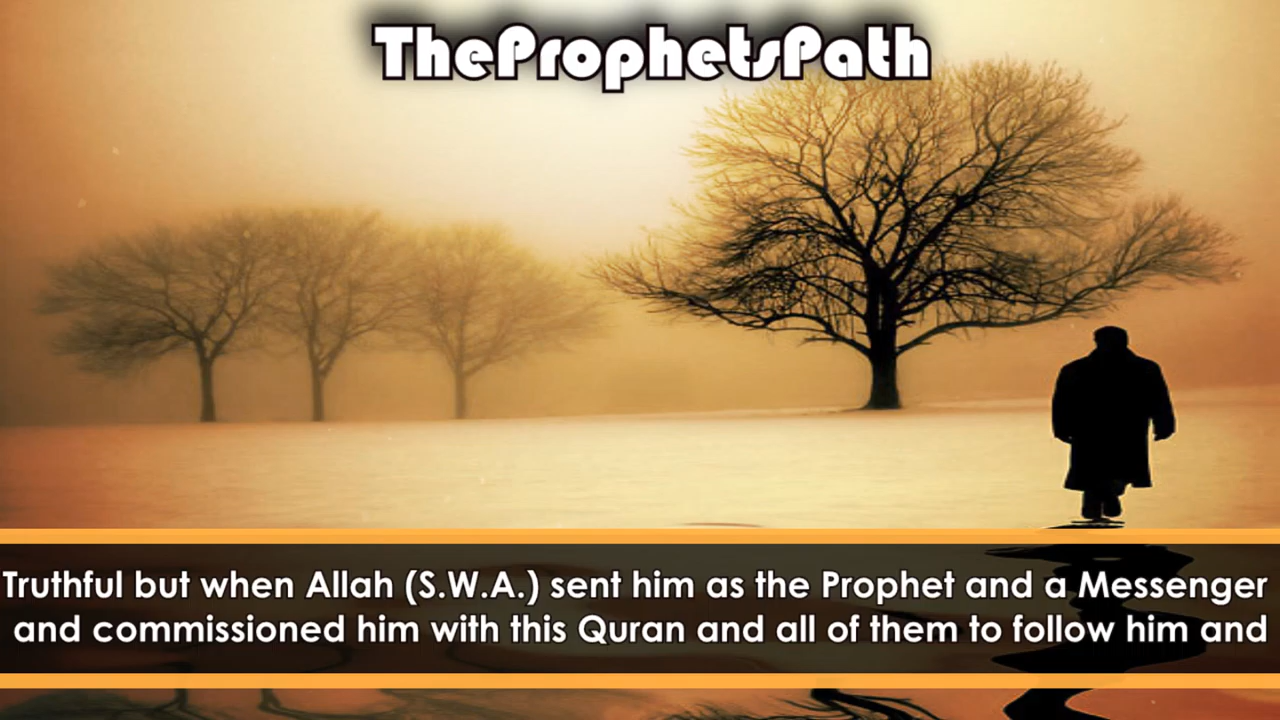 TheProphetsPath
Truthful but when Allah (S.W.A.) sent him as the Prophet and a Messenger
and commissioned him with this Quran and all of them to follow him and